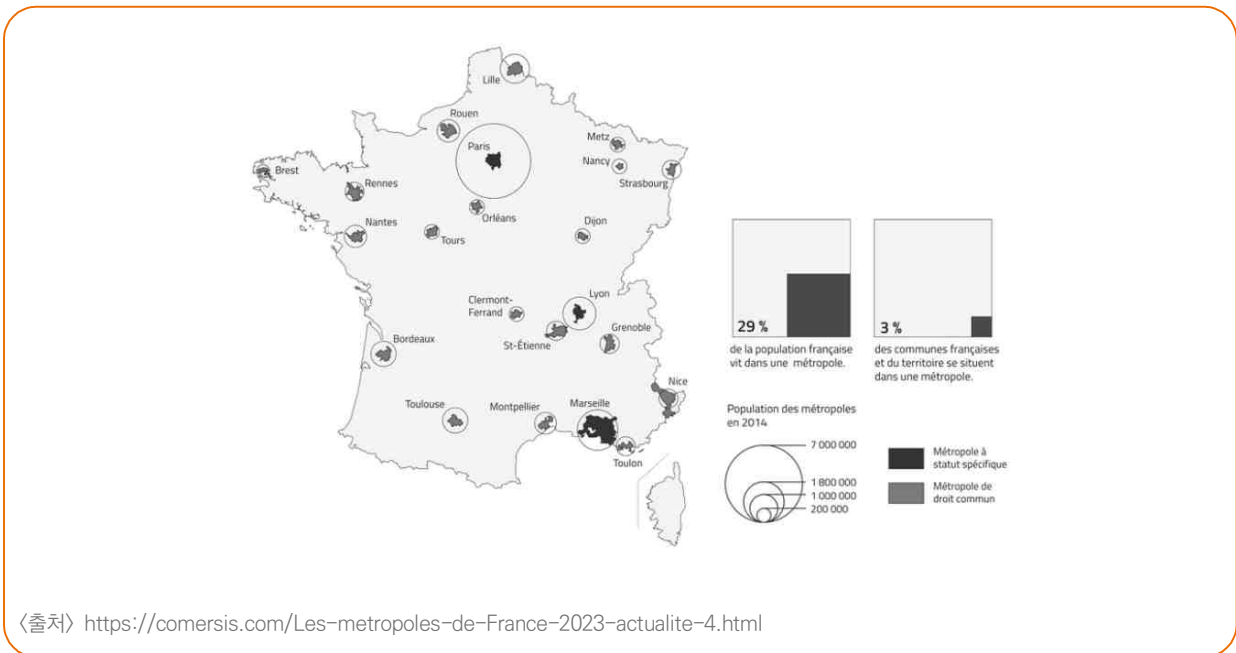 Lille
Rouen
Paris
Metz
Nancy
Strasbourg
Brest
Rennes
Orléans
Nantes
Tours
Dijon
Clermont-
Ferrand
Lyon
St-Étienne
Grenoble
Bordeaux
Nice
Toulouse
Montpellier
Marseille
Toulon
29 %
de la population française
vit dans une métropole.
3 %
des communes françaises
et du territoire se situent
dans une métropole.
Population des métropoles
en 2014
7 000 000
1 800 000
1 000 000
200 000
Métropole à
statut spécifique
Métropole de
droit commun
〈출처〉 https://comersis.com/Les-metropoles-de-France-2023-actualite-4.html